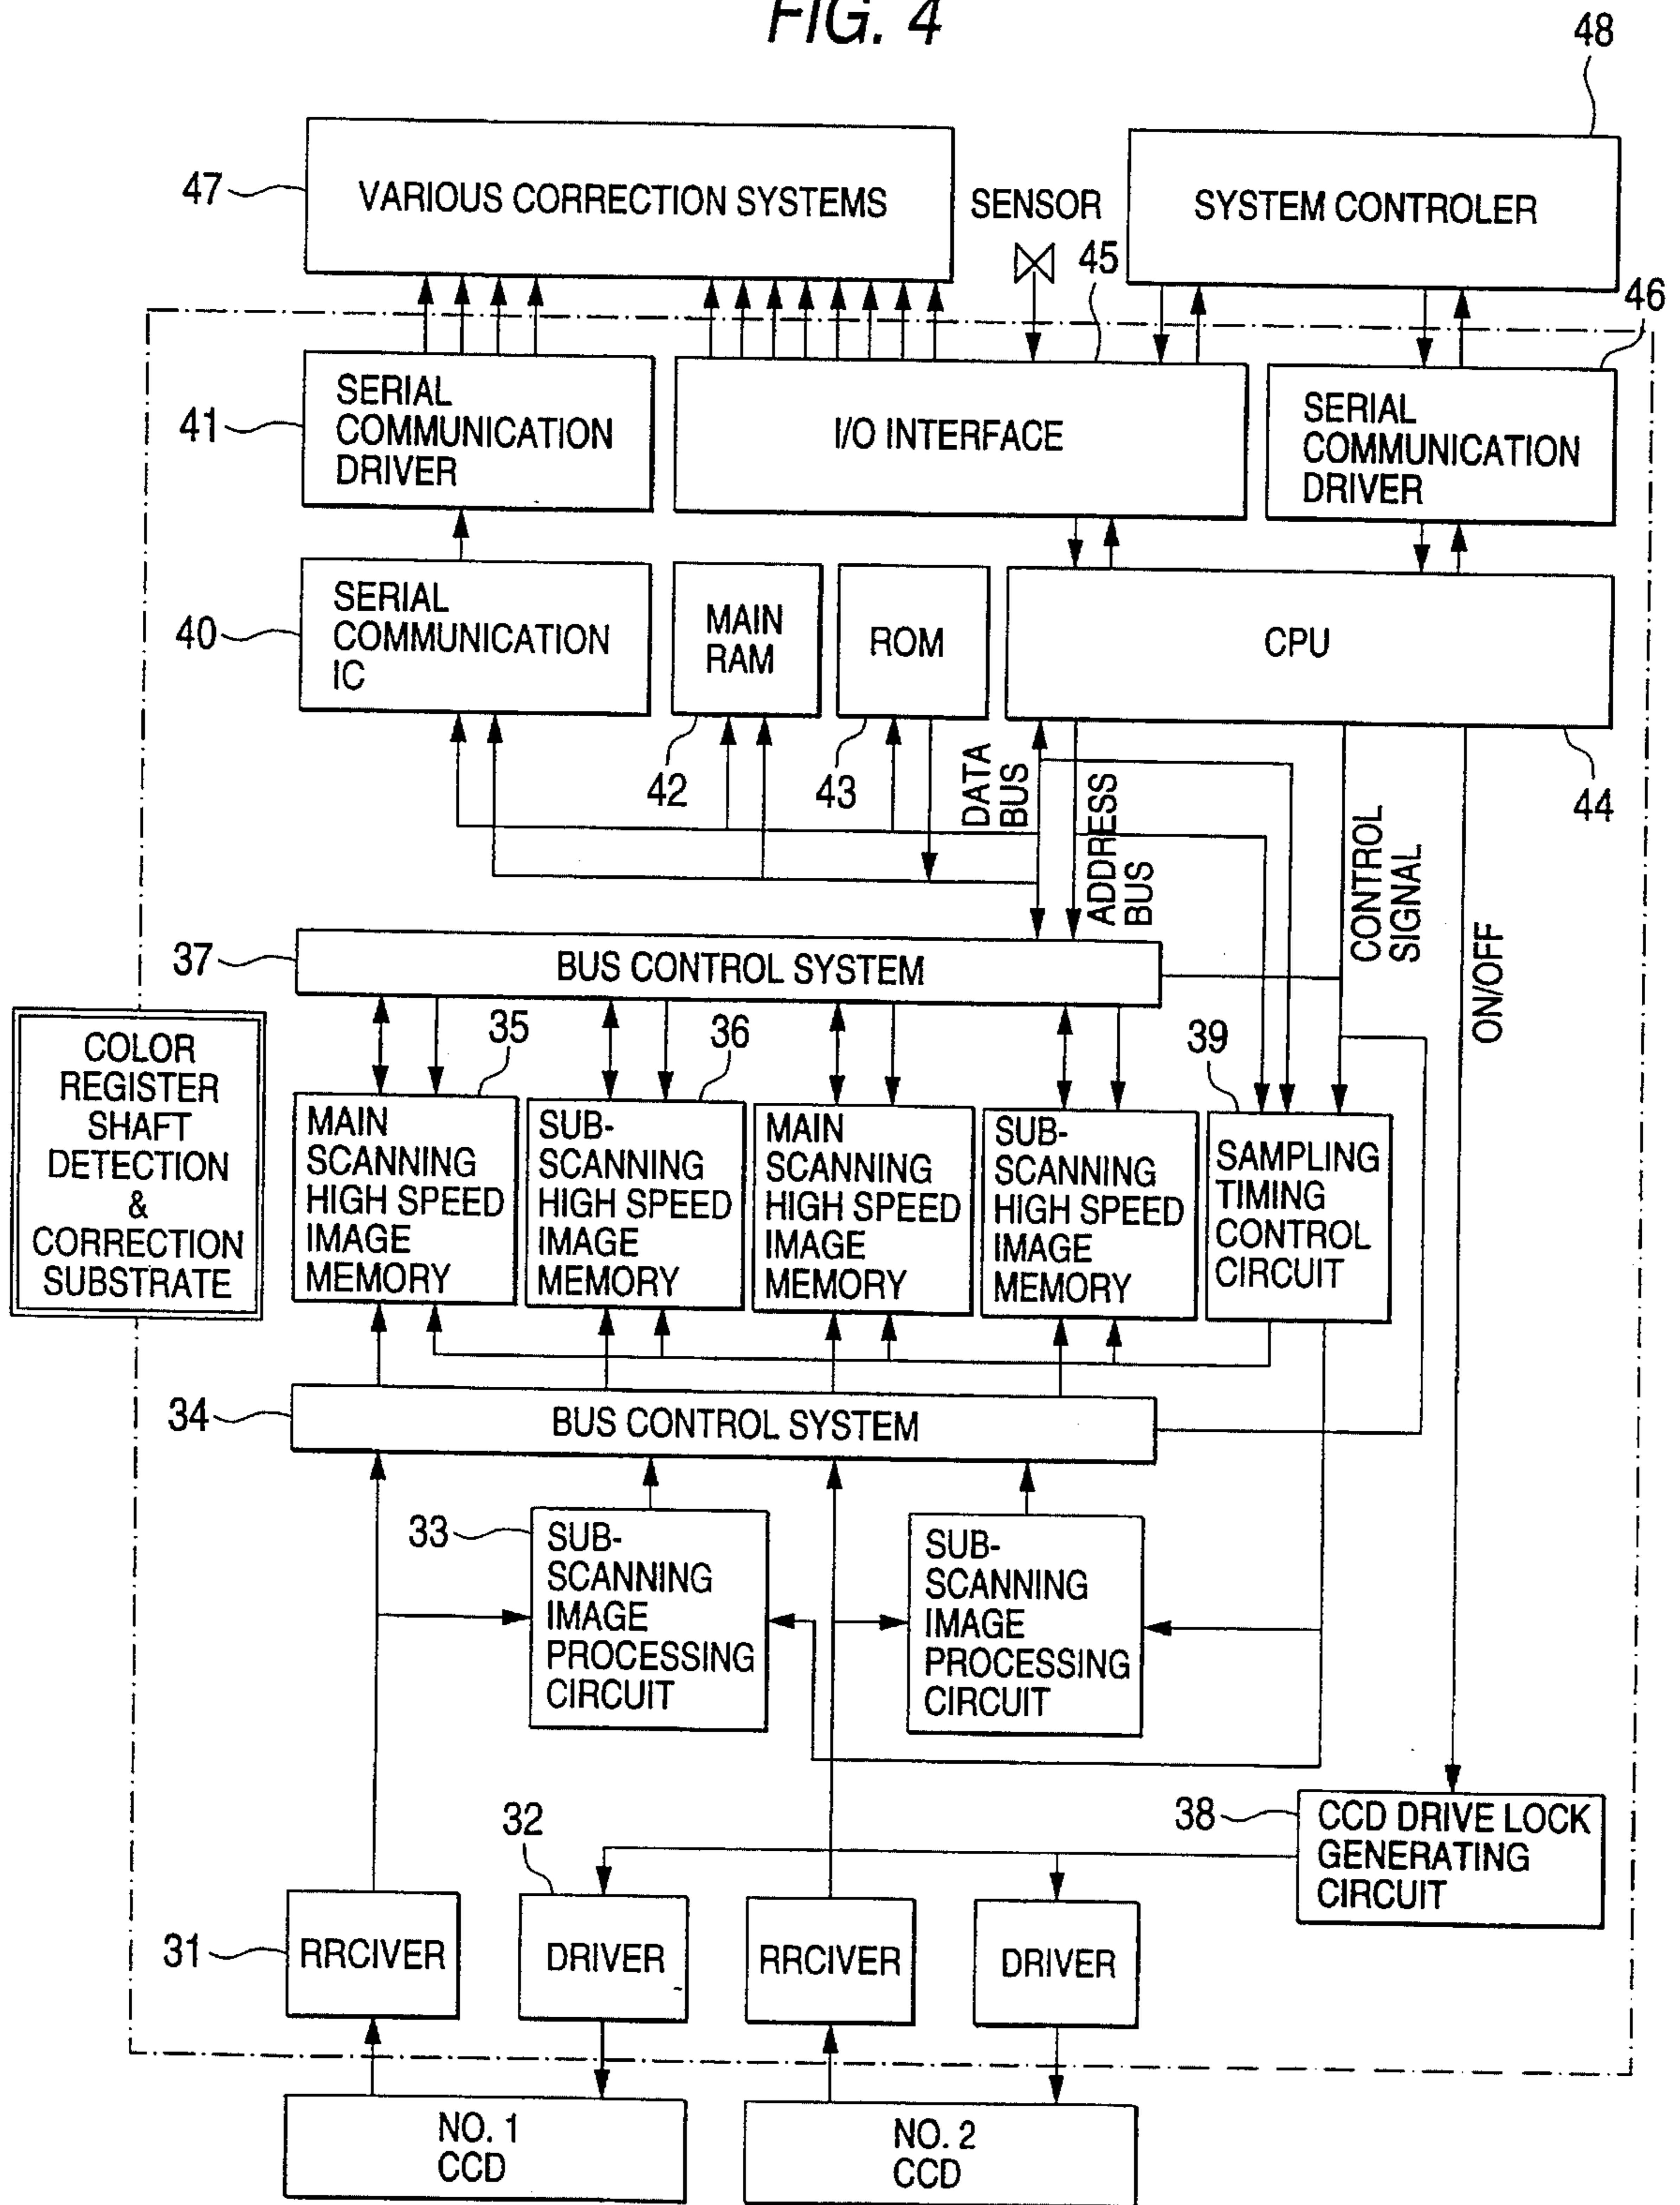 FIG. 4
48
47
VARIOUS CORRECTION SYSTEMS
SENSOR
SYSTEM CONTROLER
45
46
41
SERIAL
COMMUNICATION
DRIVER
I/O INTERFACE
SERIAL
COMMUNICATION
DRIVER
40
SERIAL
COMMUNICATION
IC
MAIN
RAM
ROM
CPU
42
43
DATA
BUS
ADDRESS
BUS
CONTROL
SIGNAL
ON/OFF
44
37
BUS CONTROL SYSTEM
COLOR
REGISTER
SHAFT
DETECTION
&
CORRECTION
SUBSTRATE
35
36
39
MAIN
SCANNING
HIGH SPEED
IMAGE
MEMORY
SUB-
SCANNING
HIGH SPEED
IMAGE
MEMORY
MAIN
SCANNING
HIGH SPEED
IMAGE
MEMORY
SUB-
SCANNING
HIGH SPEED
IMAGE
MEMORY
SAMPLING
TIMING
CONTROL
CIRCUIT
34
BUS CONTROL SYSTEM
33
SUB-
SCANNING
IMAGE
PROCESSING
CIRCUIT
SUB-
SCANNING
IMAGE
PROCESSING
CIRCUIT
32
38
CCD DRIVE LOCK
GENERATING
CIRCUIT
31
RRCIVER
DRIVER
RRCIVER
DRIVER
NO. 1
CCD
NO. 2
CCD